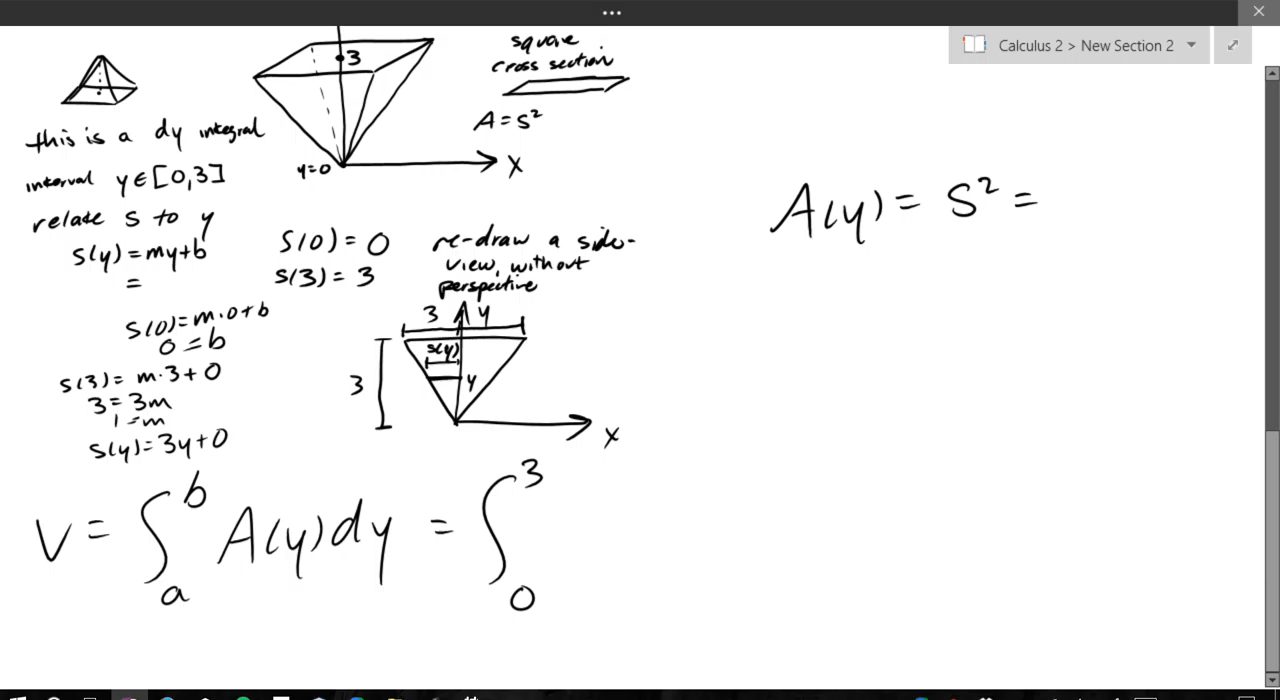 ...
Calculus 2 > New Section 2
3
square
cross section
A = s²
y=0
X
this is a dy integral
interval y∈[0,3]
relate s to y
s(y)=my+b
=
S(0)=0
S(3)=3
re-draw a side-
view, without
perspective
S(0)=m·0+b
0=b
S(3)= m·3+0
3=3m
1=m
S(y)=3y+0
3
y
s(y)
3
y
X
V = ∫ₐᵇ A(y)dy = ∫₀³
A(y)= S² =